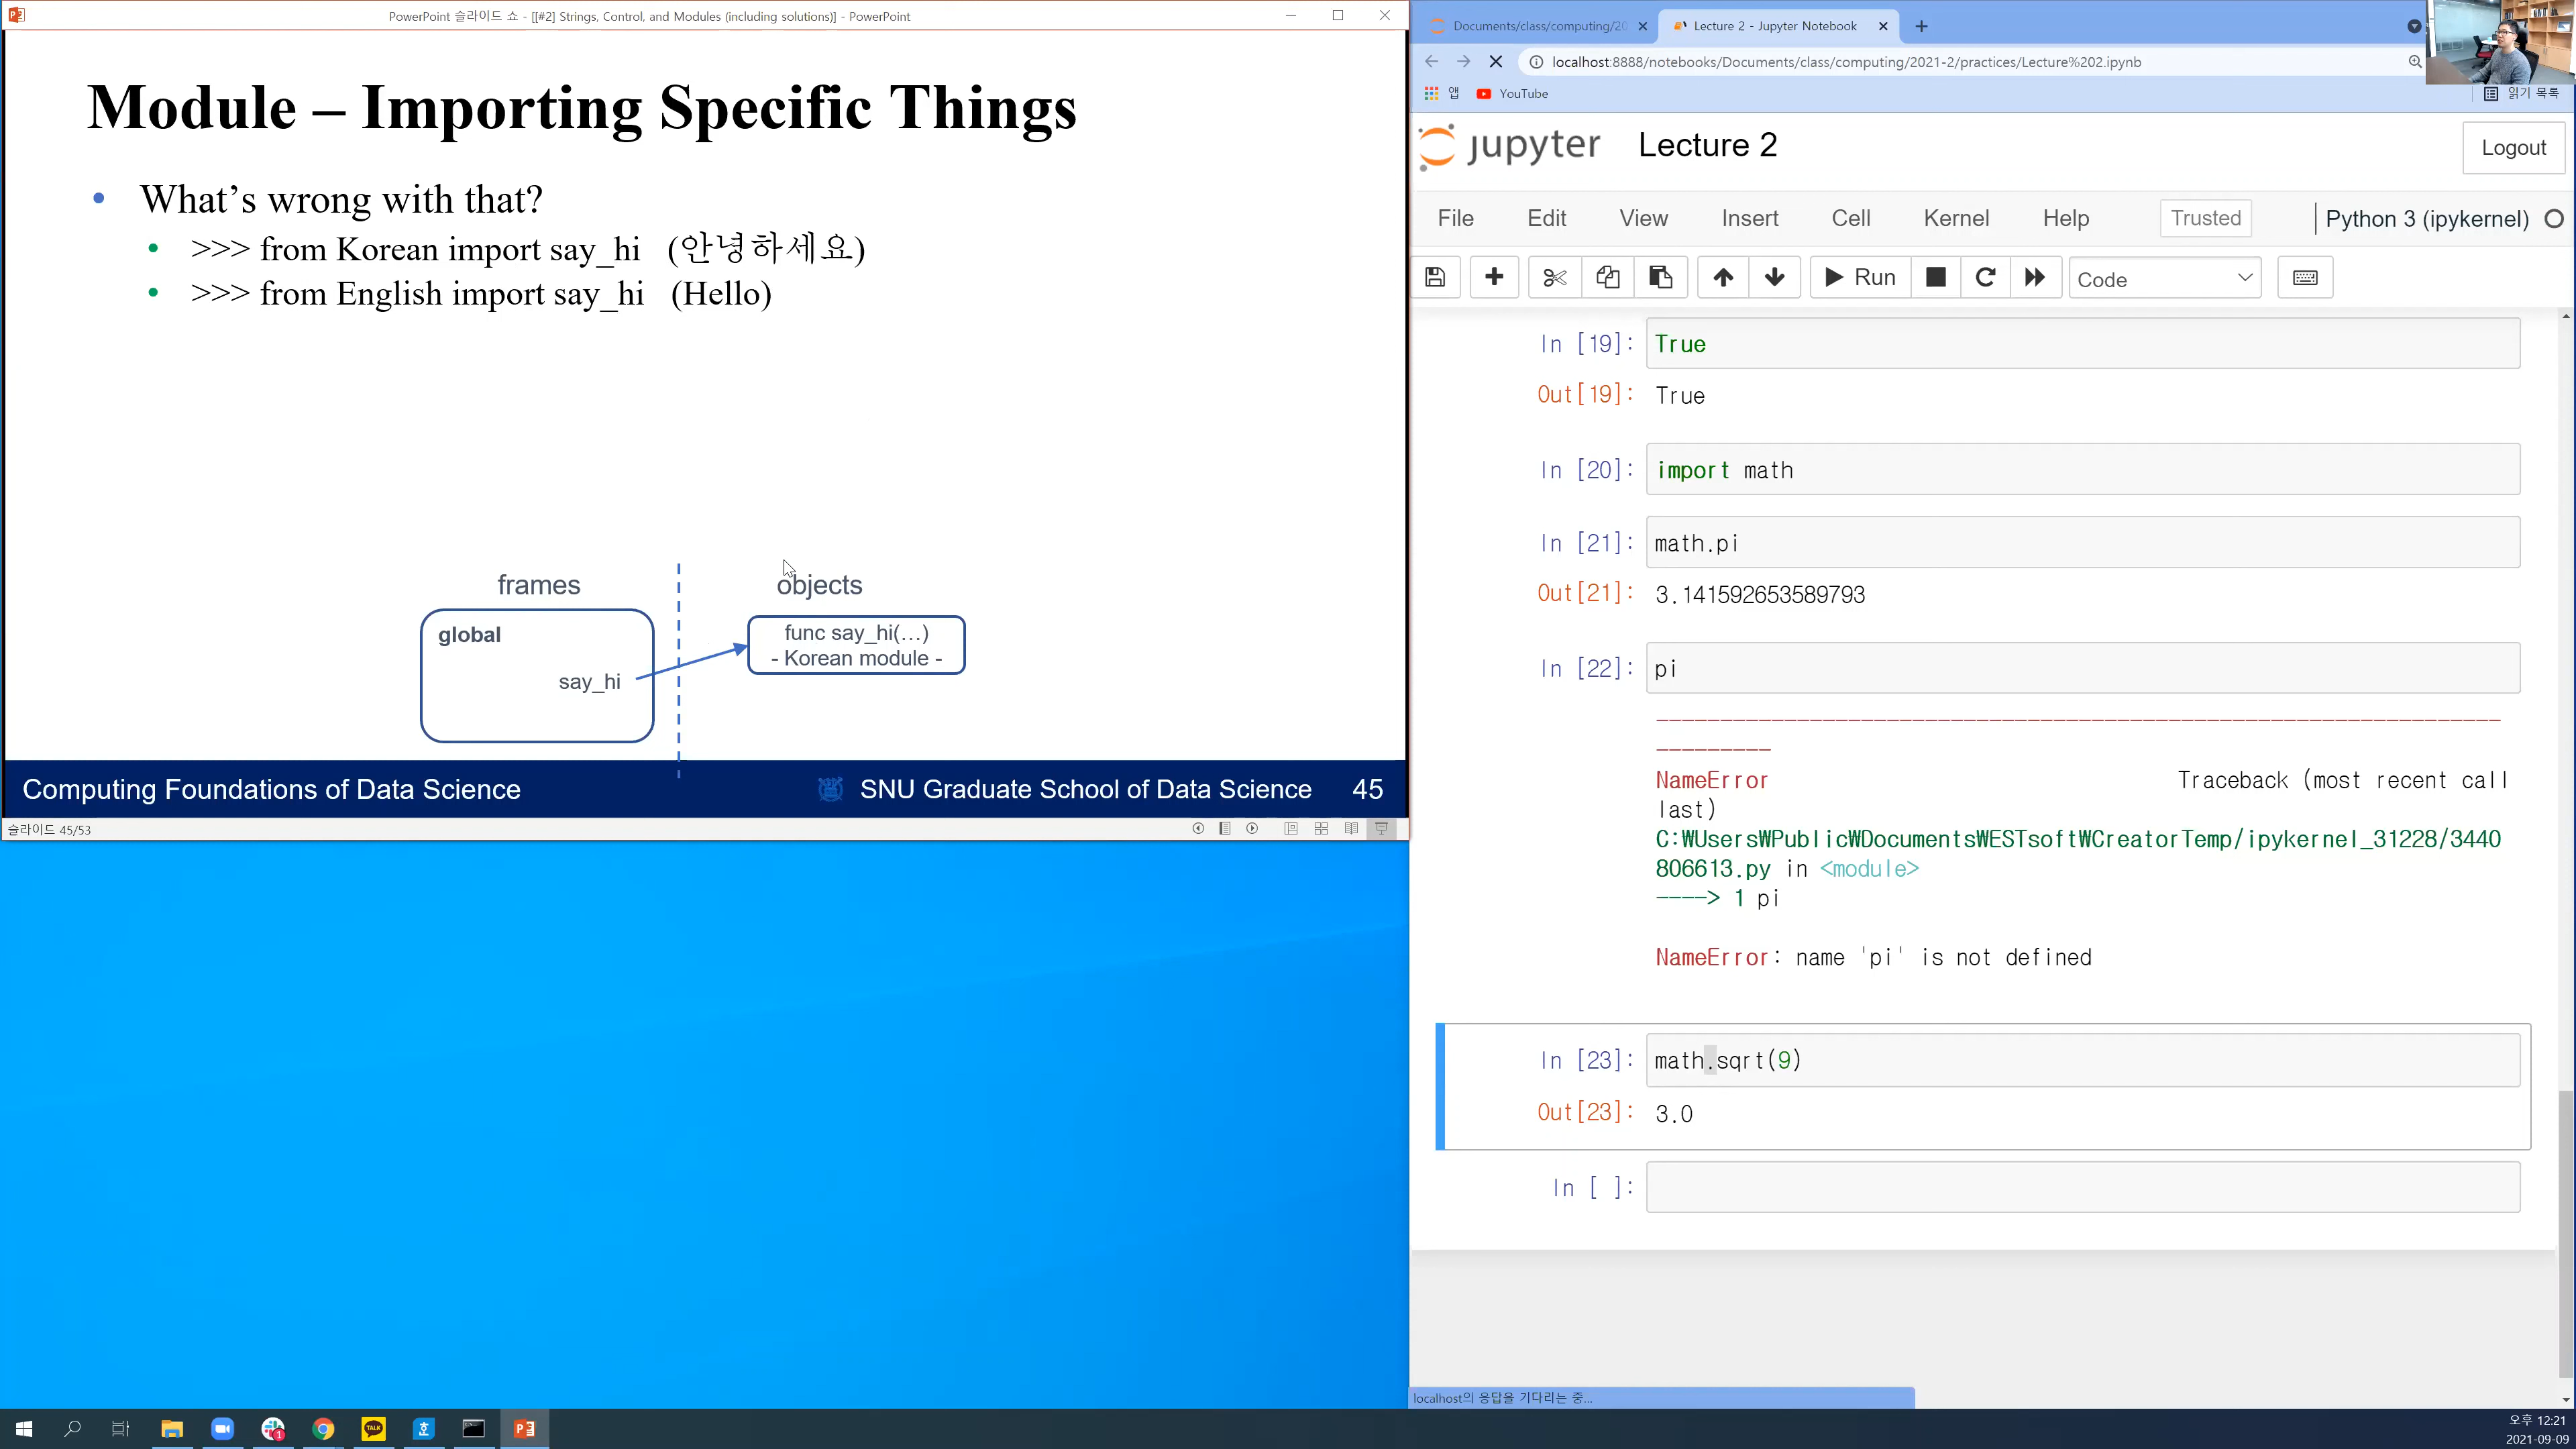 PowerPoint 슬라이드 쇼 - [[#2] Strings, Control, and Modules (including solutions)] - PowerPoint
Module – Importing Specific Things
What's wrong with that?
>>> from Korean import say_hi (안녕하세요)
>>> from English import say_hi (Hello)
frames
objects
global
say_hi
func say_hi(…)
- Korean module -
Computing Foundations of Data Science
SNU Graduate School of Data Science
45
슬라이드 45/53
Documents/class/computing/20
Lecture 2 - Jupyter Notebook
localhost:8888/notebooks/Documents/class/computing/2021-2/practices/Lecture%202.ipynb
앱
YouTube
읽기 목록
jupyter
Lecture 2
Logout
File
Edit
View
Insert
Cell
Kernel
Help
Trusted
Python 3 (ipykernel)
Run
Code
In [19]:
True
Out[19]:
True
In [20]:
import math
In [21]:
math.pi
Out[21]:
3.141592653589793
In [22]:
pi
---------------------------------------------------------------------------
NameError Traceback (most recent call
last)
C:₩Users₩Public₩Documents₩ESTsoft₩CreatorTemp/ipykernel_31228/3440
806613.py in <module>
----> 1 pi
NameError: name 'pi' is not defined
In [23]:
math.sqrt(9)
Out[23]:
3.0
In [ ]:
localhost의 응답을 기다리는 중...
TALK
1
오후 12:21
2021-09-09